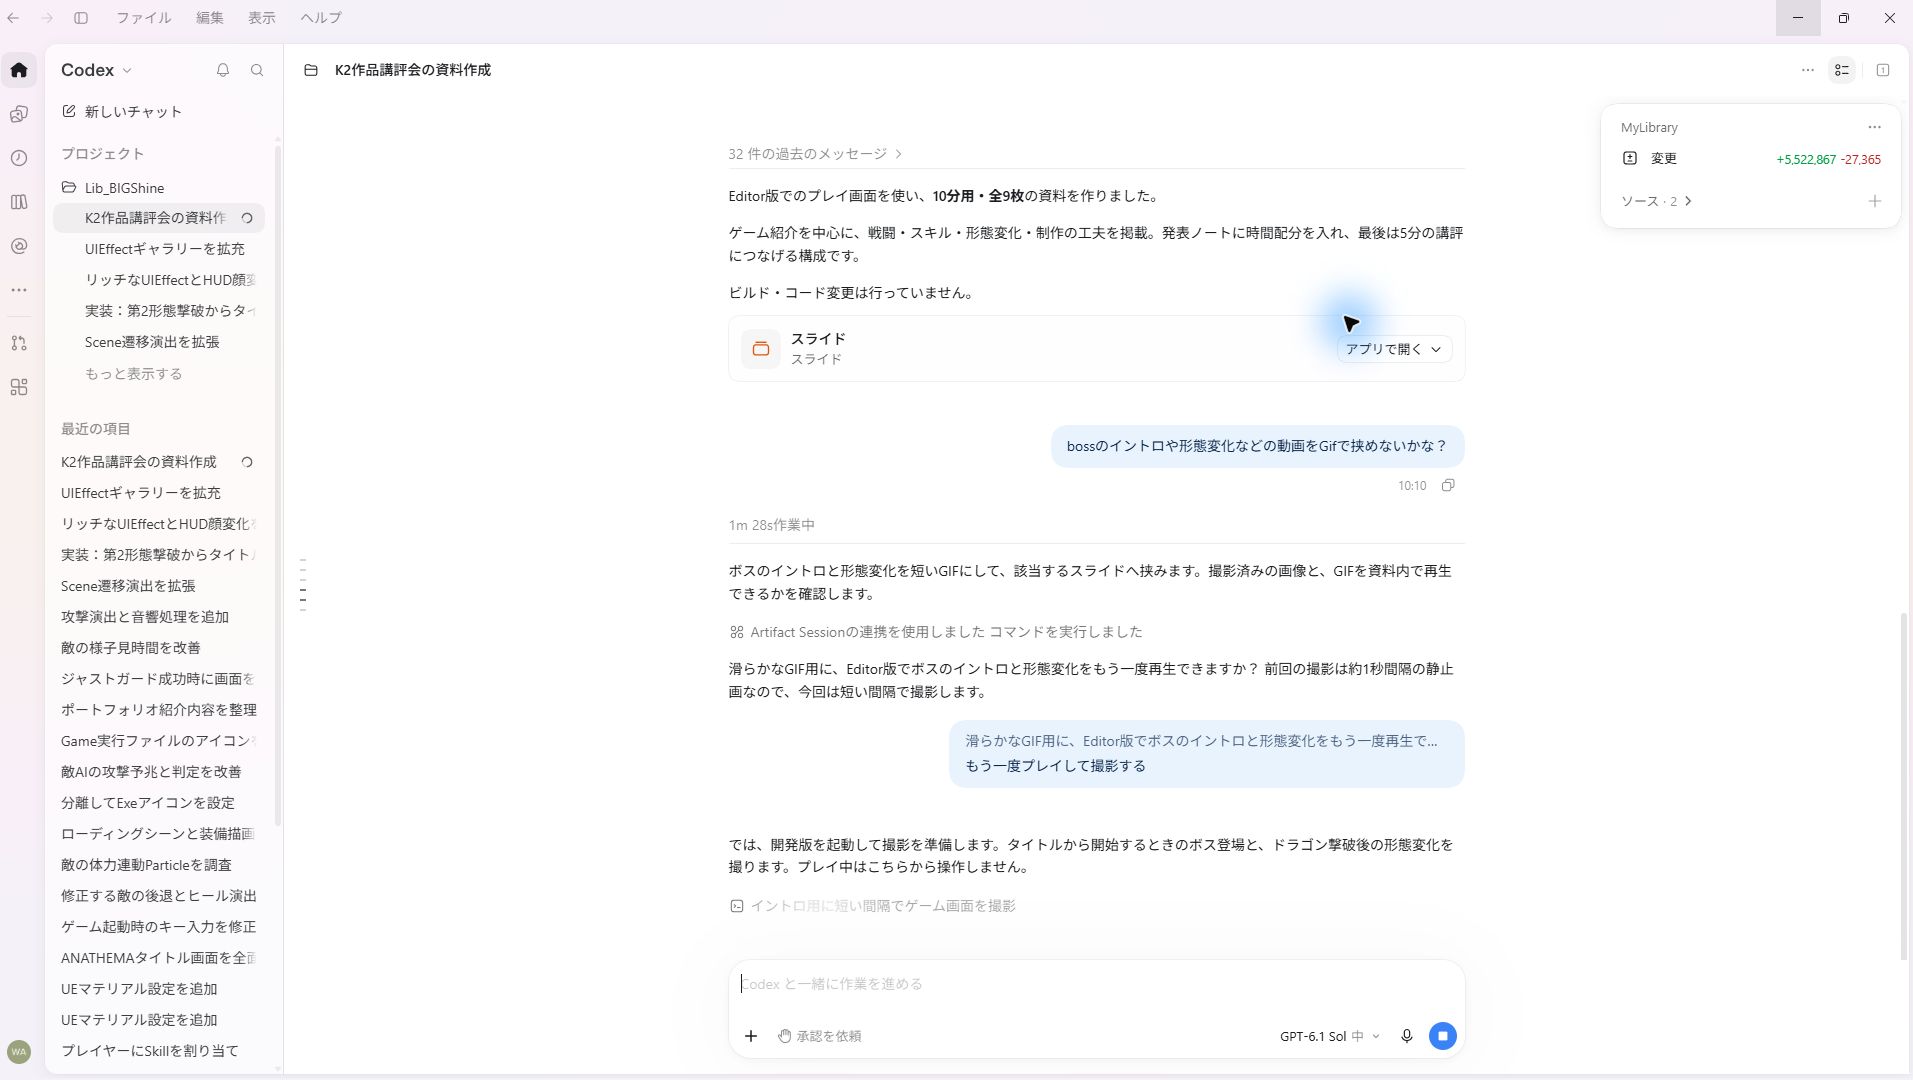 ファイル 編集 表示 ヘルプ
Codex
新しいチャット
プロジェクト
Lib_BIGShine
K2作品講評会の資料作
UIEffectギャラリーを拡充
リッチなUIEffectとHUD顔変
実装：第2形態撃破からタイ
Scene遷移演出を拡張
もっと表示する
最近の項目
K2作品講評会の資料作成
UIEffectギャラリーを拡充
リッチなUIEffectとHUD顔変化を
実装：第2形態撃破からタイトル
Scene遷移演出を拡張
攻撃演出と音響処理を追加
敵の様子見時間を改善
ジャストガード成功時に画面を
ポートフォリオ紹介内容を整理
Game実行ファイルのアイコンを
敵AIの攻撃予兆と判定を改善
分離してExeアイコンを設定
ローディングシーンと装備描画
敵の体力連動Particleを調査
修正する敵の後退とヒール演出
ゲーム起動時のキー入力を修正
ANATHEMAタイトル画面を全面
UEマテリアル設定を追加
UEマテリアル設定を追加
プレイヤーにSkillを割り当て
WA
K2作品講評会の資料作成
32 件の過去のメッセージ
Editor版でのプレイ画面を使い、10分用・全9枚の資料を作りました。
ゲーム紹介を中心に、戦闘・スキル・形態変化・制作の工夫を掲載。発表ノートに時間配分を入れ、最後は5分の講評
につなげる構成です。
ビルド・コード変更は行っていません。
スライド
スライド
アプリで開く
bossのイントロや形態変化などの動画をGifで挟めないかな？
10:10
1m 28s作業中
ボスのイントロと形態変化を短いGIFにして、該当するスライドへ挟みます。撮影済みの画像と、GIFを資料内で再生
できるかを確認します。
Artifact Sessionの連携を使用しました コマンドを実行しました
滑らかなGIF用に、Editor版でボスのイントロと形態変化をもう一度再生できますか？ 前回の撮影は約1秒間隔の静止
画なので、今回は短い間隔で撮影します。
滑らかなGIF用に、Editor版でボスのイントロと形態変化をもう一度再生で...
もう一度プレイして撮影する
では、開発版を起動して撮影を準備します。タイトルから開始するときのボス登場と、ドラゴン撃破後の形態変化を
撮ります。プレイ中はこちらから操作しません。
イントロ用に短い間隔でゲーム画面を撮影
Codex と一緒に作業を進める
承認を依頼
GPT-6.1 Sol 中
1
MyLibrary
変更 +5,522,867 -27,365
ソース · 2